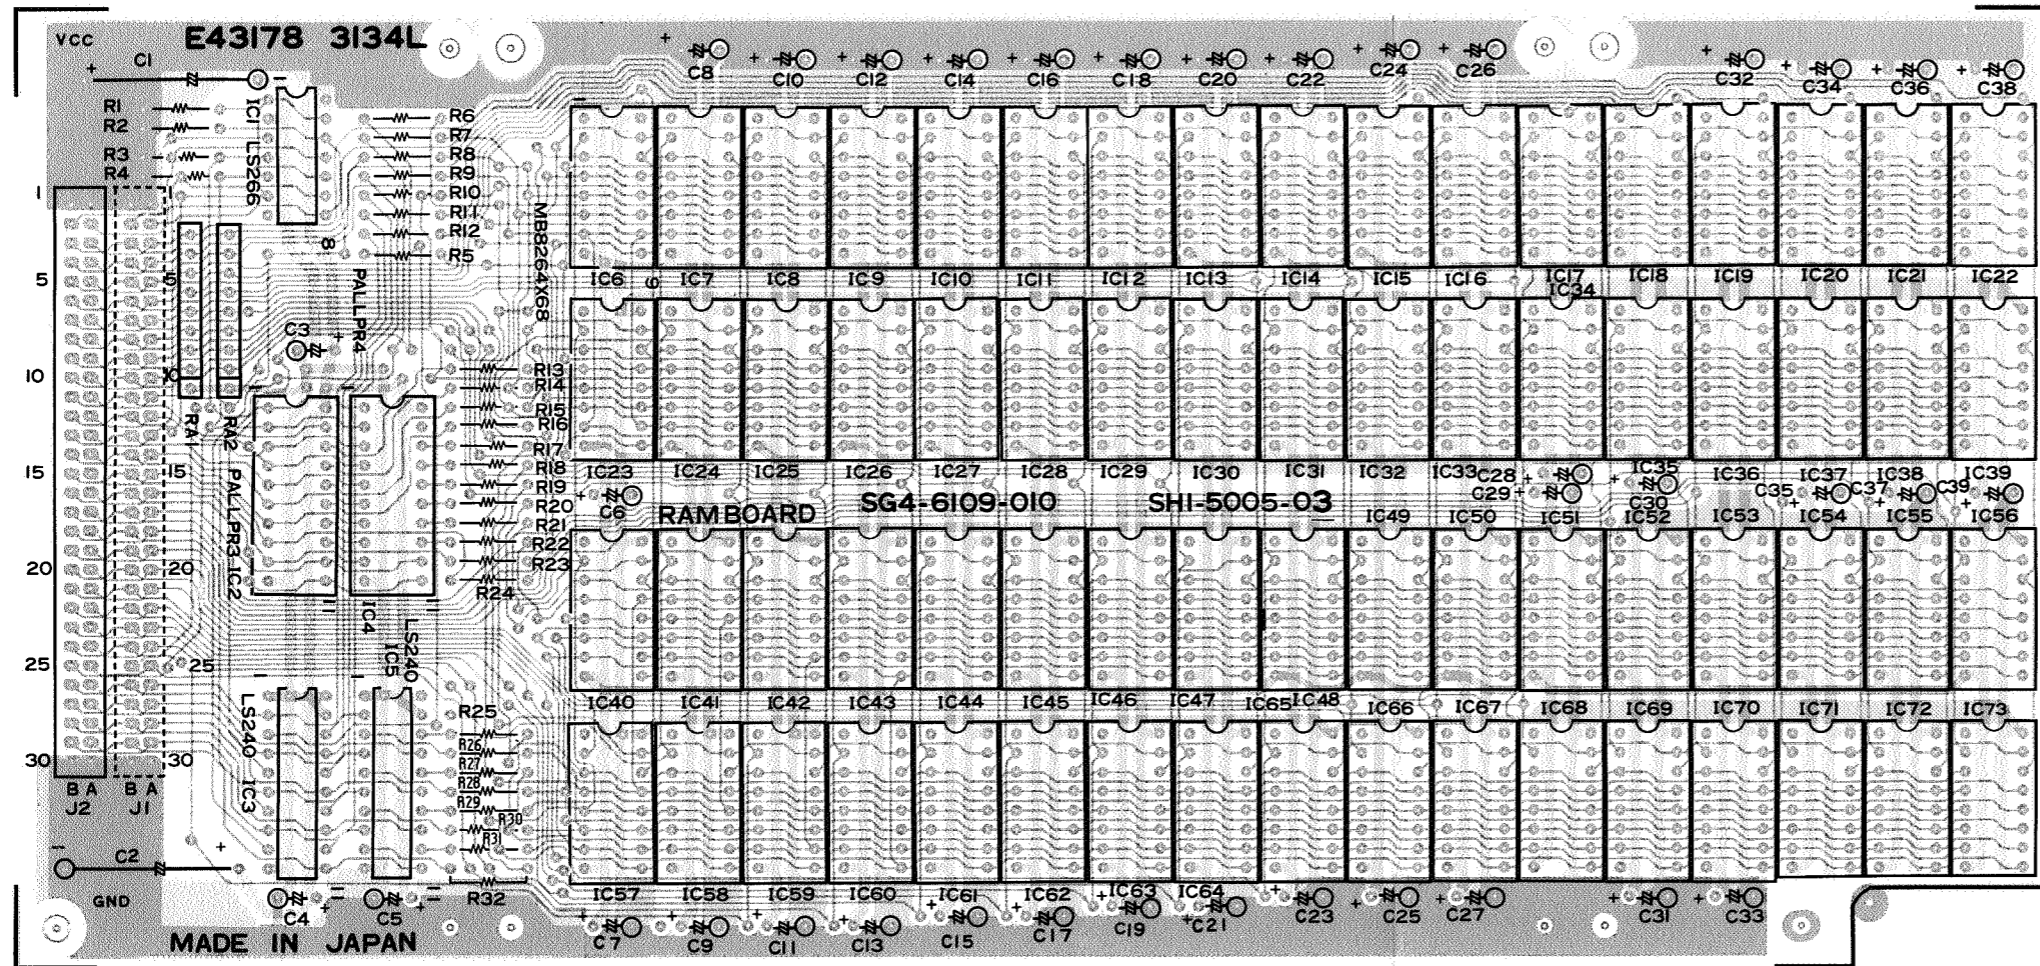 VCC
E43178 3134L
C1
+
-
C8
C10
C12
C14
C16
C18
C20
C22
C24
C26
C32
C34
C36
C38
R1
R2
R3
R4
IC1 LS266
R6
R7
R8
R9
R10
R11
R12
R5
8
PALLPR4
MB8264X68
IC6
9
IC7
IC8
IC9
IC10
IC11
IC12
IC13
IC14
IC15
IC16
IC17
IC18
IC19
IC20
IC21
IC22
IC34
1
5
10
15
20
25
30
1
5
10
15
20
25
30
C3
+
R13
R14
R15
R16
R17
R18
R19
R20
R21
R22
R23
R24
RA1
RA2
PALLPR3 IC2
IC4
LS240
IC5
IC23
IC24
IC25
IC26
IC27
IC28
IC29
IC30
IC31
IC32
IC33
C28
IC35
IC36
IC37
IC38
IC39
C6
RAM BOARD
SG4-6109-010
SHI-5005-03
C29
C30
C35
C37
C39
IC49
IC50
IC51
IC52
IC53
IC54
IC55
IC56
IC40
IC41
IC42
IC43
IC44
IC45
IC46
IC47
IC65
IC48
IC66
IC67
IC68
IC69
IC70
IC71
IC72
IC73
LS240 IC3
R25
R26
R27
R28
R29
R30
R31
R32
B A
J2
B A
J1
-
C2
+
GND
C4
+
C5
+
IC57
IC58
IC59
IC60
IC61
IC62
IC63
IC64
C7
C9
C11
C13
C15
C17
C19
C21
C23
C25
C27
C31
C33
MADE IN JAPAN